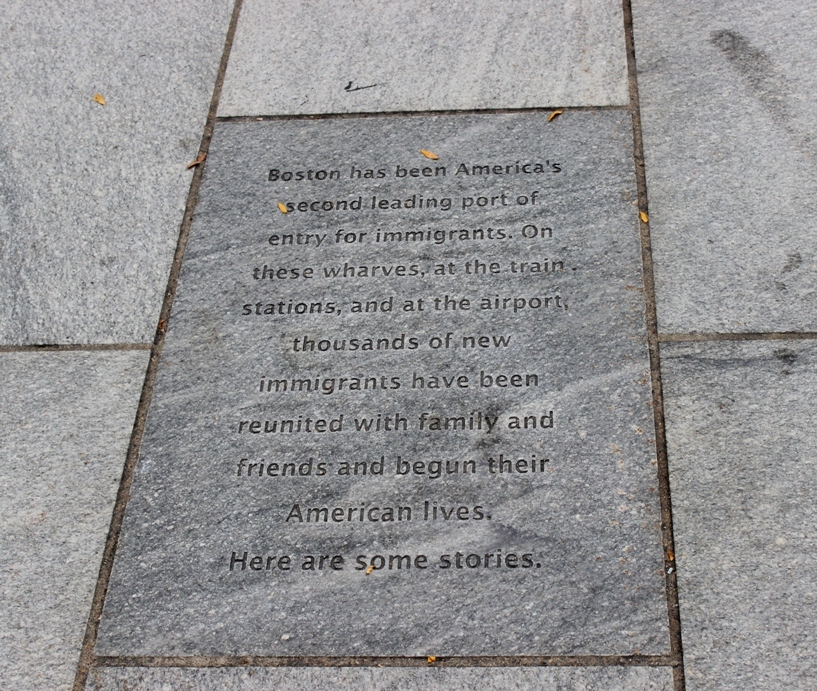 Boston has been America's
second leading port of
entry for immigrants. On
these wharves, at the train
stations, and at the airport,
thousands of new
immigrants have been
reunited with family and
friends and begun their
American lives.
Here are some stories.